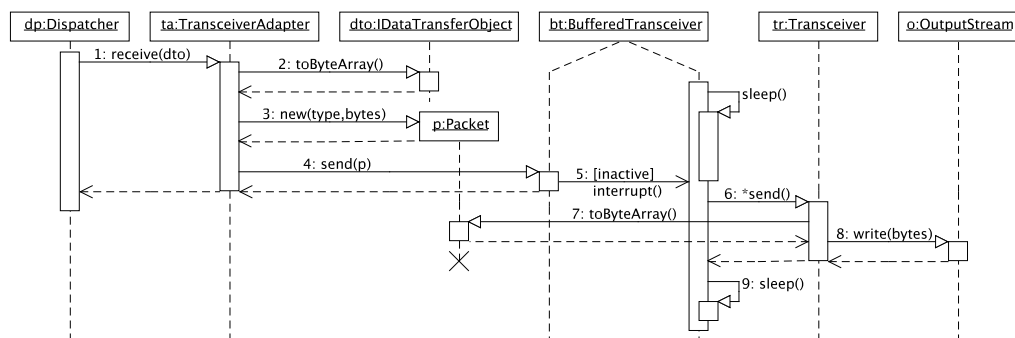 dp:Dispatcher
ta:TransceiverAdapter
dto:IDataTransferObject
bt:BufferedTransceiver
tr:Transceiver
o:OutputStream
1: receive(dto)
2: toByteArray()
sleep()
3: new(type,bytes)
p:Packet
4: send(p)
5: [inactive]
interrupt()
6: *send()
7: toByteArray()
8: write(bytes)
9: sleep()